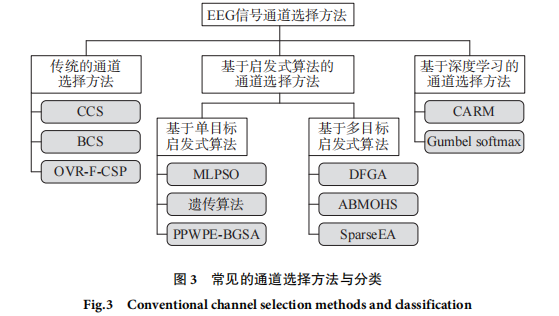 EEG信号通道选择方法
传统的通道
选择方法
CCS
BCS
OVR-F-CSP
基于启发式算法的
通道选择方法
基于单目标
启发式算法
MLPSO
遗传算法
PPWPE-BGSA
基于多目标
启发式算法
DFGA
ABMOHS
SparseEA
基于深度学习的
通道选择方法
CARM
Gumbel softmax
图 3 常见的通道选择方法与分类
Fig.3 Conventional channel selection methods and classification